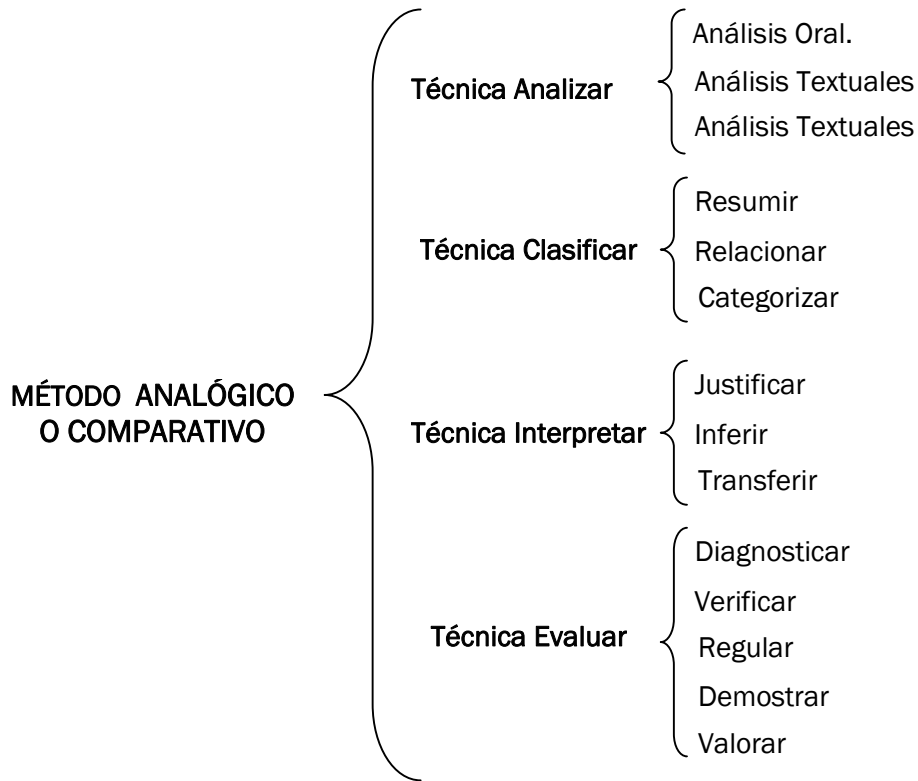 MÉTODO ANALÓGICO
O COMPARATIVO
Técnica Analizar
Análisis Oral.
Análisis Textuales
Análisis Textuales
Técnica Clasificar
Resumir
Relacionar
Categorizar
Técnica Interpretar
Justificar
Inferir
Transferir
Técnica Evaluar
Diagnosticar
Verificar
Regular
Demostrar
Valorar